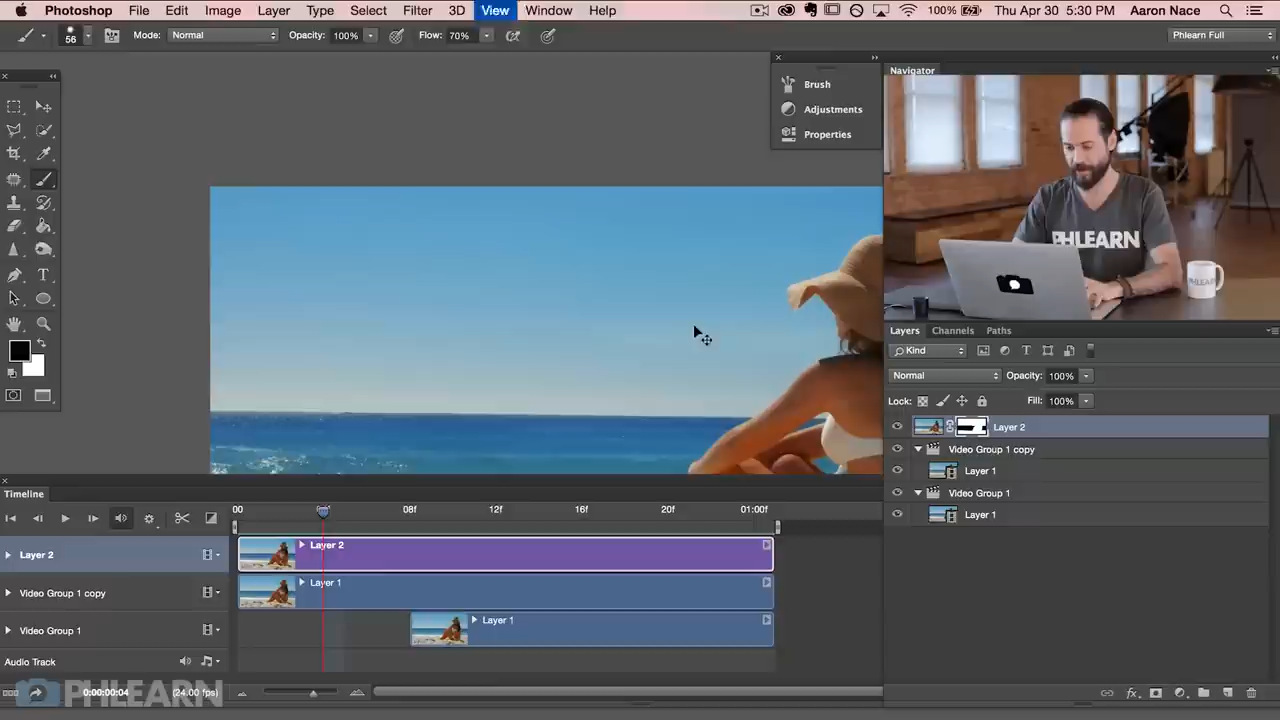 Photoshop File Edit Image Layer Type Select Filter 3D View Window Help 100% Thu Apr 30 5:30 PM Aaron Nace
56 Mode: Normal Opacity: 100% Flow: 70% Phlearn Full
Navigator
Brush
Adjustments
Properties
PHLEARN
PHLEARN
Layers Channels Paths
Kind
Normal Opacity: 100%
Lock: Fill: 100%
Layer 2
Video Group 1 copy
Layer 1
Video Group 1
Layer 1
Timeline
00 08f 12f 16f 20f 01:00f
Layer 2 Layer 2
Video Group 1 copy Layer 1
Video Group 1 Layer 1
Audio Track
0:00:00:04 (24.00 fps)
PHLEARN